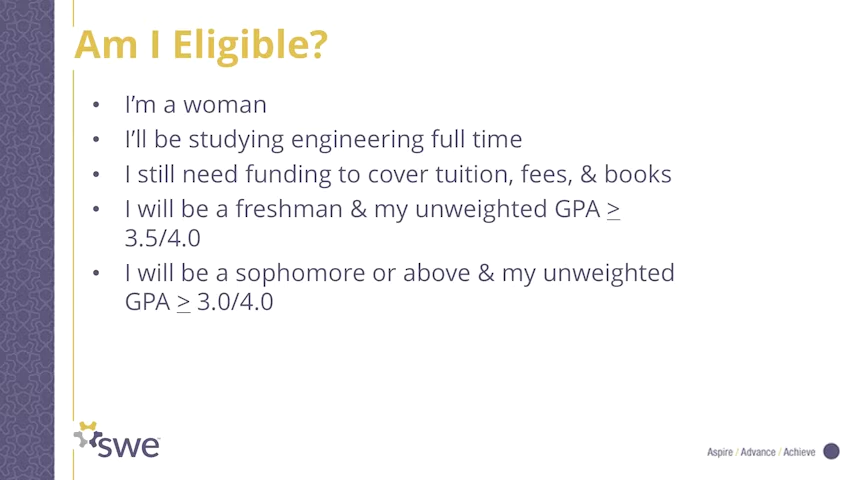 Am I Eligible?
• I’m a woman
• I’ll be studying engineering full time
• I still need funding to cover tuition, fees, & books
• I will be a freshman & my unweighted GPA ≥
3.5/4.0
• I will be a sophomore or above & my unweighted
GPA ≥ 3.0/4.0
swe
Aspire / Advance / Achieve